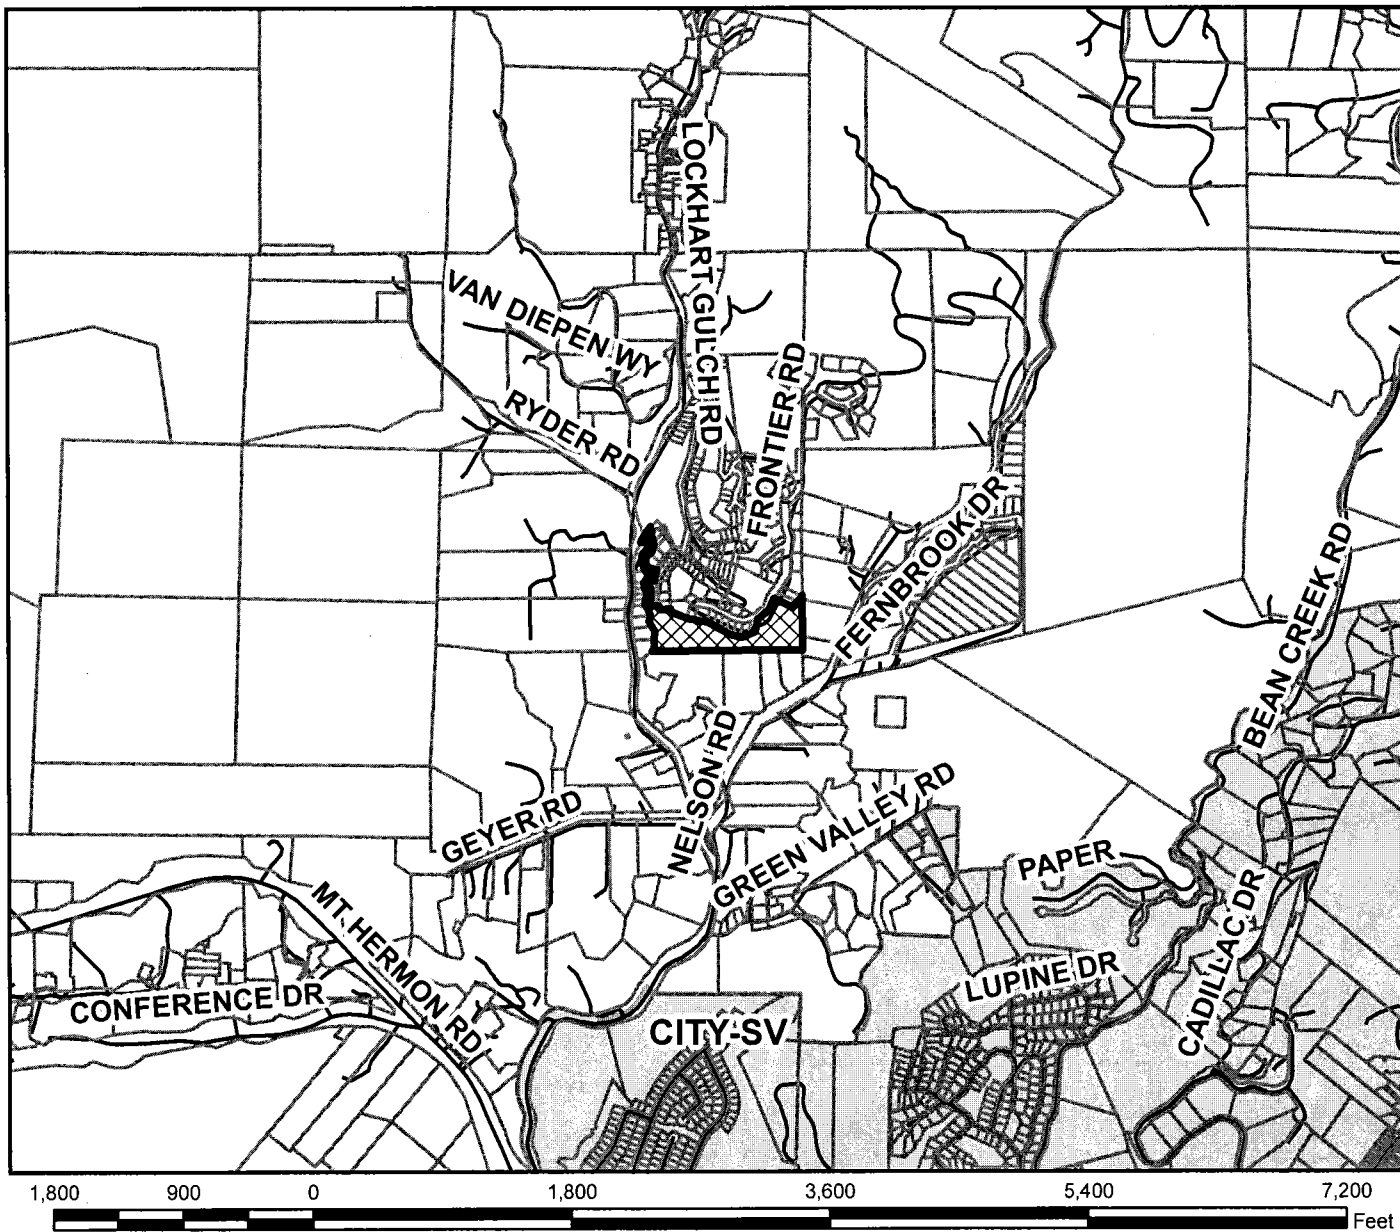 LOCKHART GULCH RD
VAN DIEPEN WY
FRONTIER RD
RYDER RD
FERNBROOK DR
BEAN CREEK RD
NELSON RD
GEYER RD
GREEN VALLEY RD
PAPER
MT. HERMON RD
CADILLAC DR
LUPINE DR
CONFERENCE DR
CITY-SV
1,800 900 0 1,800 3,600 5,400 7,200
Feet